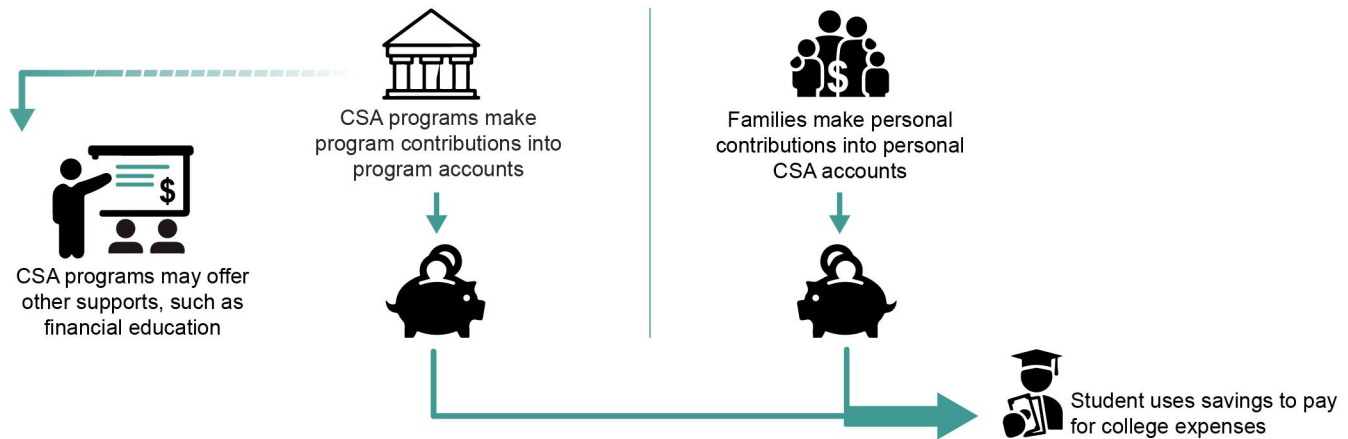 CSA programs make
program contributions into
program accounts
Families make personal
contributions into personal
CSA accounts
$
$
CSA programs may offer
other supports, such as
financial education
Student uses savings to pay
for college expenses